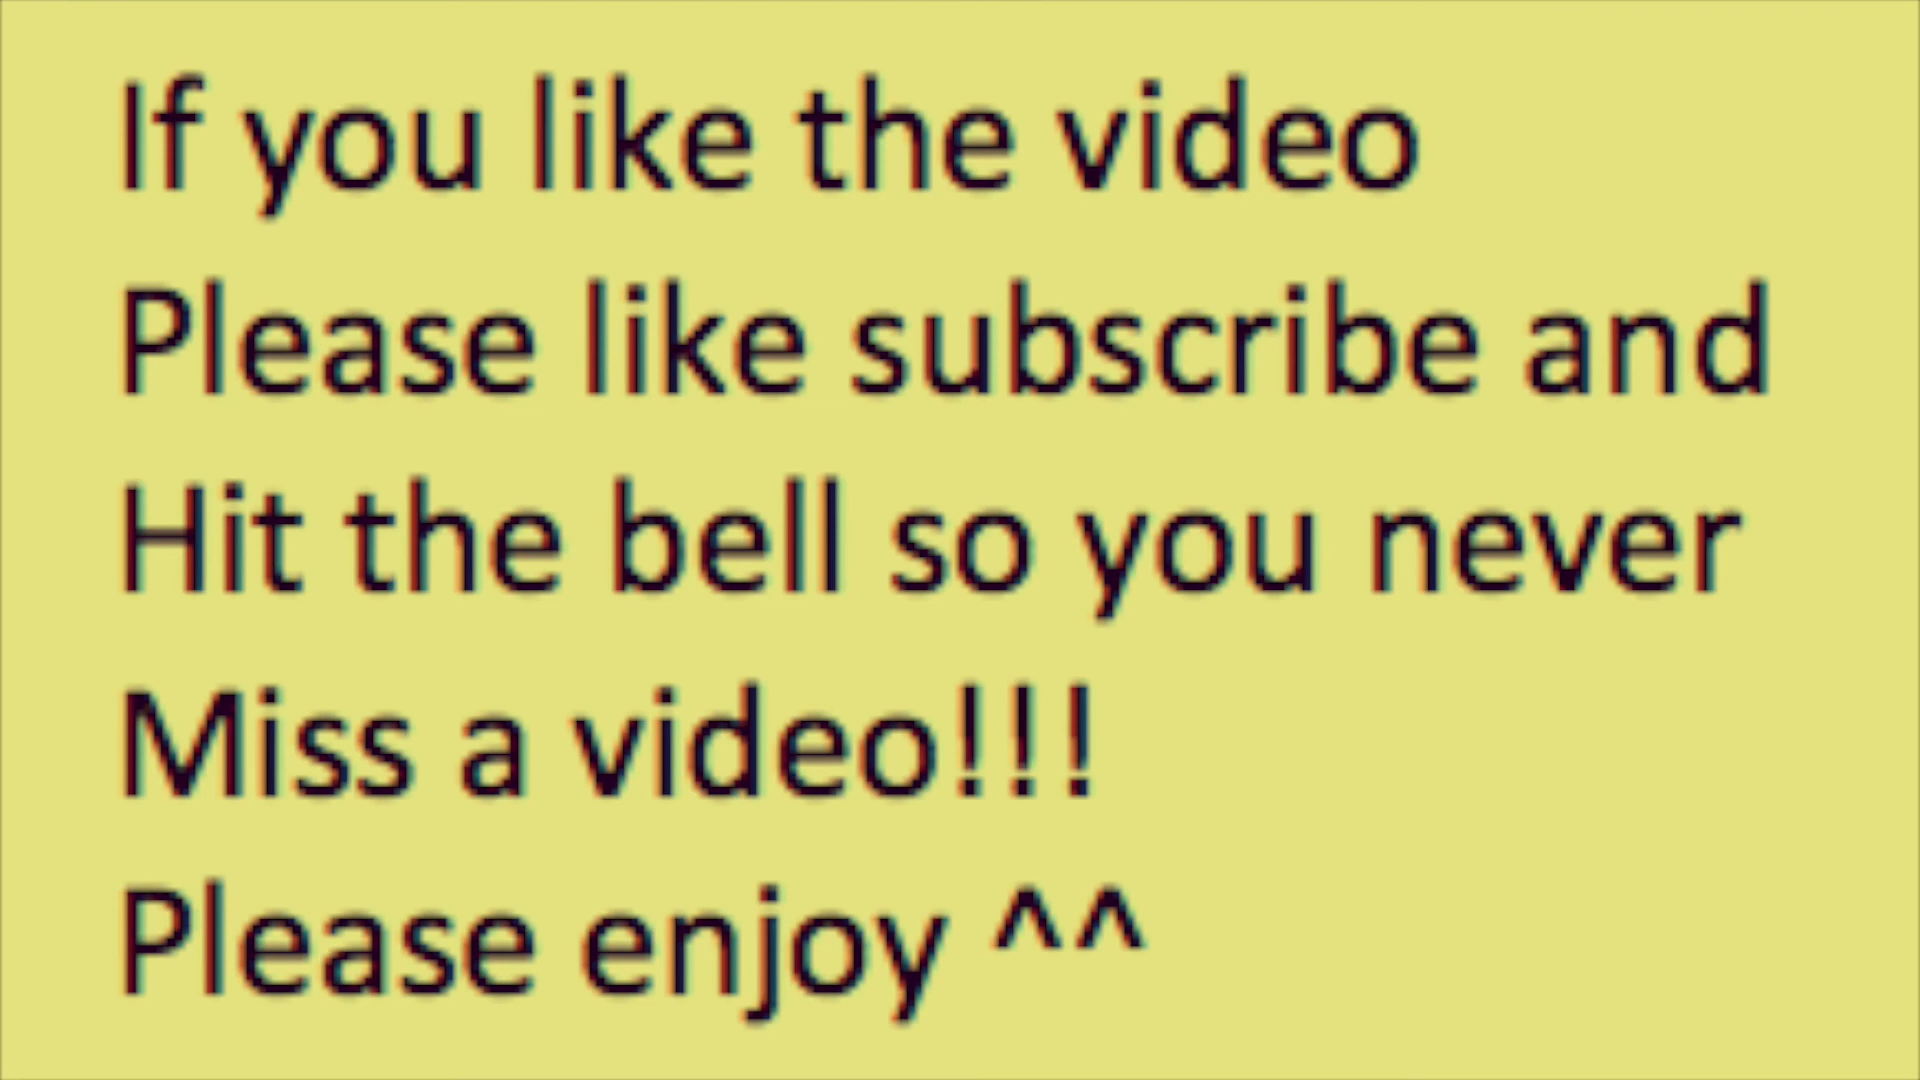 If you like the video
Please like subscribe and
Hit the bell so you never
Miss a video!!!
Please enjoy ^^